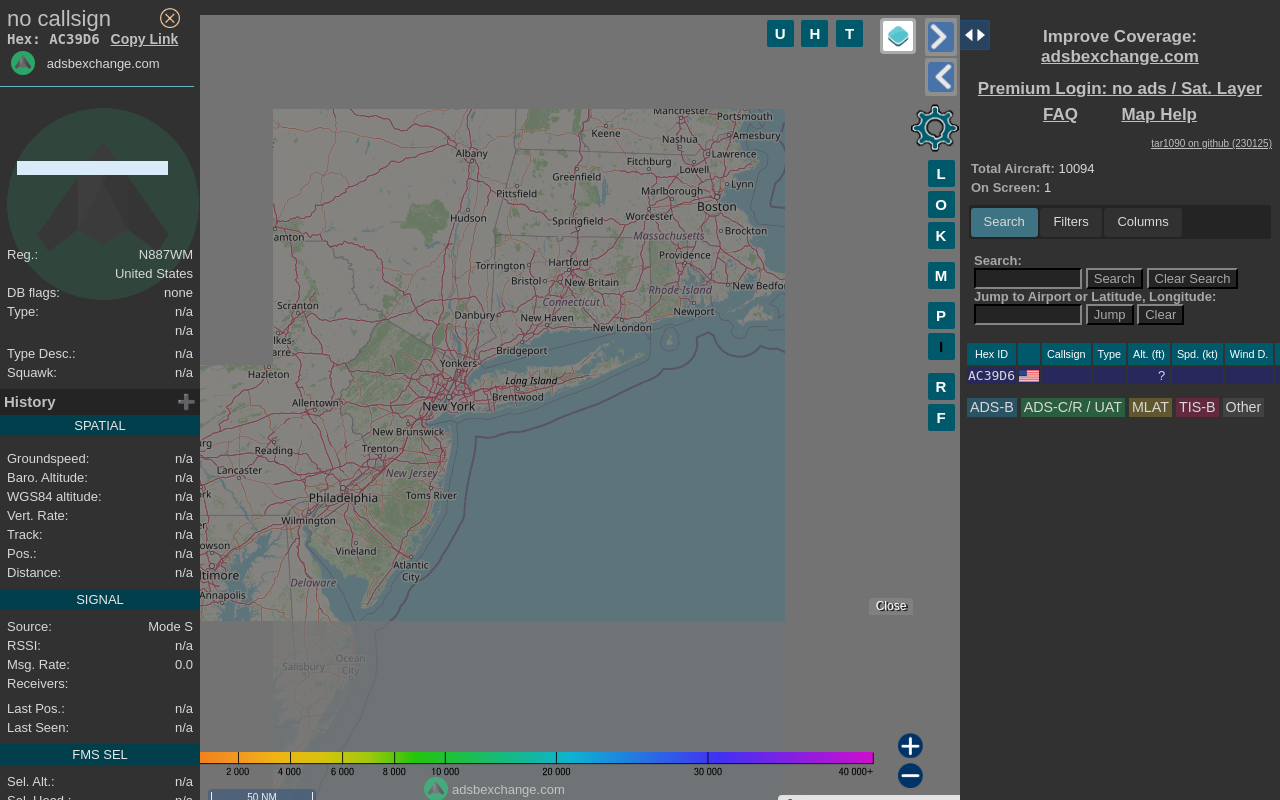 no callsign
Hex: AC39D6 Copy Link
adsbexchange.com
Reg.: N887WM
United States
DB flags: none
Type: n/a
n/a
Type Desc.: n/a
Squawk: n/a
History
SPATIAL
Groundspeed: n/a
Baro. Altitude: n/a
WGS84 altitude: n/a
Vert. Rate: n/a
Track: n/a
Pos.: n/a
Distance: n/a
SIGNAL
Source: Mode S
RSSI: n/a
Msg. Rate: 0.0
Receivers:
Last Pos.: n/a
Last Seen: n/a
FMS SEL
Sel. Alt.: n/a
U H T
L
O
K
M
P
I
R
F
Manchester
Portsmouth
Keene
Nashua
Amesbury
Albany
Fitchburg
Lawrence
Greenfield
Lowell
Pittsfield
Marlborough
Lynn
Hudson
Springfield
Worcester
Boston
Massachusetts
Brockton
Torrington
Hartford
Providence
Bristol
New Britain
Rhode Island
New Bedfor
Scranton
Connecticut
Danbury
New Haven
New London
Newport
Bridgeport
Hazleton
Yonkers
Long Island
Brentwood
Allentown
New York
New Brunswick
Reading
Trenton
Lancaster
New Jersey
Philadelphia
Toms River
Wilmington
Vineland
Atlantic
City
Delaware
Annapolis
Salisbury
Ocean
City
Close
2 000 4 000 6 000 8 000 10 000 20 000 30 000 40 000+
adsbexchange.com
50 NM
Improve Coverage:
adsbexchange.com
Premium Login: no ads / Sat. Layer
FAQ Map Help
tar1090 on github (230125)
Total Aircraft: 10094
On Screen: 1
Search Filters Columns
Search:
Search Clear Search
Jump to Airport or Latitude, Longitude:
Jump Clear
Hex ID Callsign Type Alt. (ft) Spd. (kt) Wind D.
AC39D6 ?
ADS-B ADS-C/R / UAT MLAT TIS-B Other